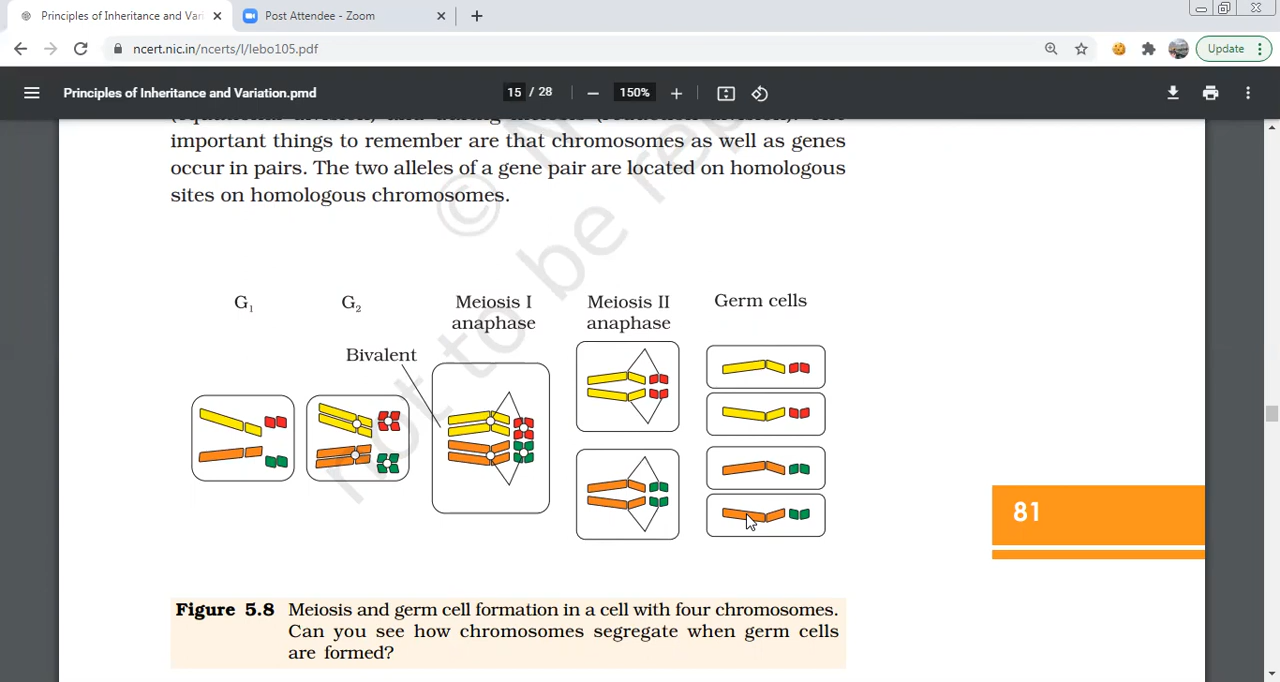 Principles of Inheritance and Vari
Post Attendee - Zoom
ncert.nic.in/ncerts/l/lebo105.pdf
Update
Principles of Inheritance and Variation.pmd
15 / 28
150%
important things to remember are that chromosomes as well as genes
occur in pairs. The two alleles of a gene pair are located on homologous
sites on homologous chromosomes.
G1
G2
Meiosis I
anaphase
Meiosis II
anaphase
Germ cells
Bivalent
© N
not to be rep
81
Figure 5.8 Meiosis and germ cell formation in a cell with four chromosomes.
Can you see how chromosomes segregate when germ cells
are formed?